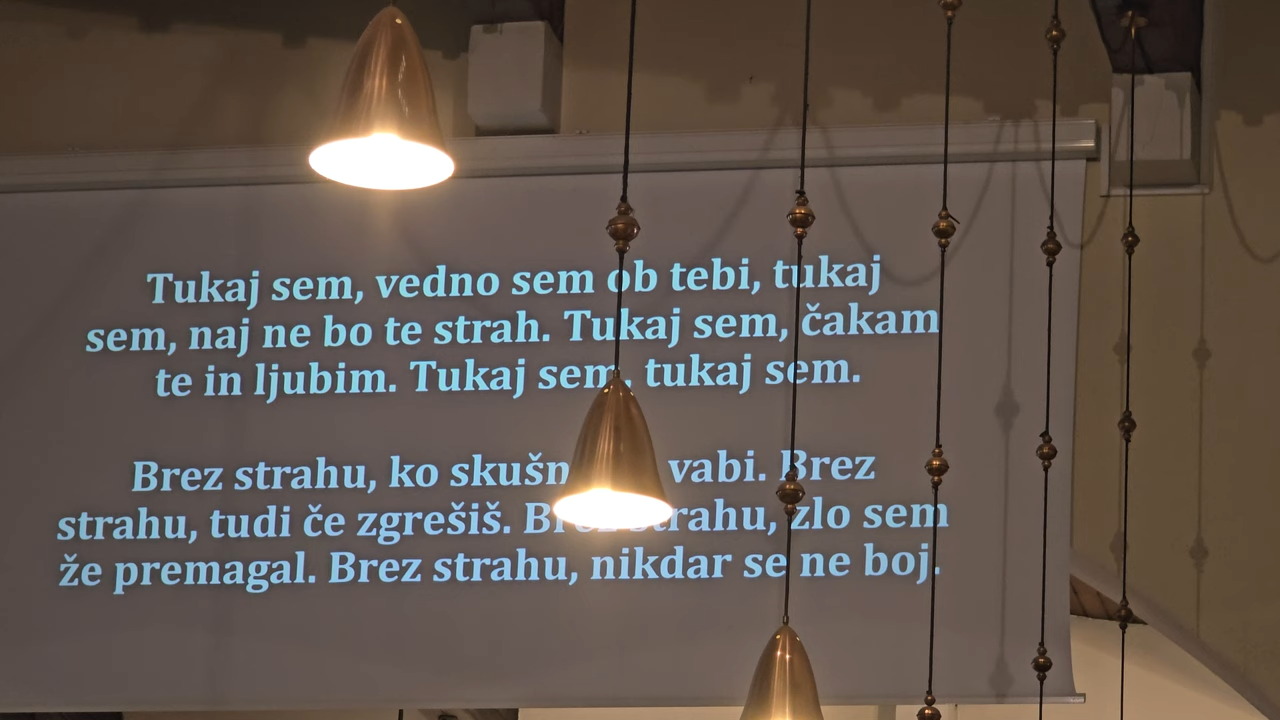 Tukaj sem, vedno sem ob tebi, tukaj
sem, naj ne bo te strah. Tukaj sem, čakam
te in ljubim. Tukaj sem, tukaj sem.
Brez strahu, ko vabi. Brez
strahu, tudi če zgrešiš. Brez strahu, zlo sem
že premagal. Brez strahu, nikdar se ne boj.